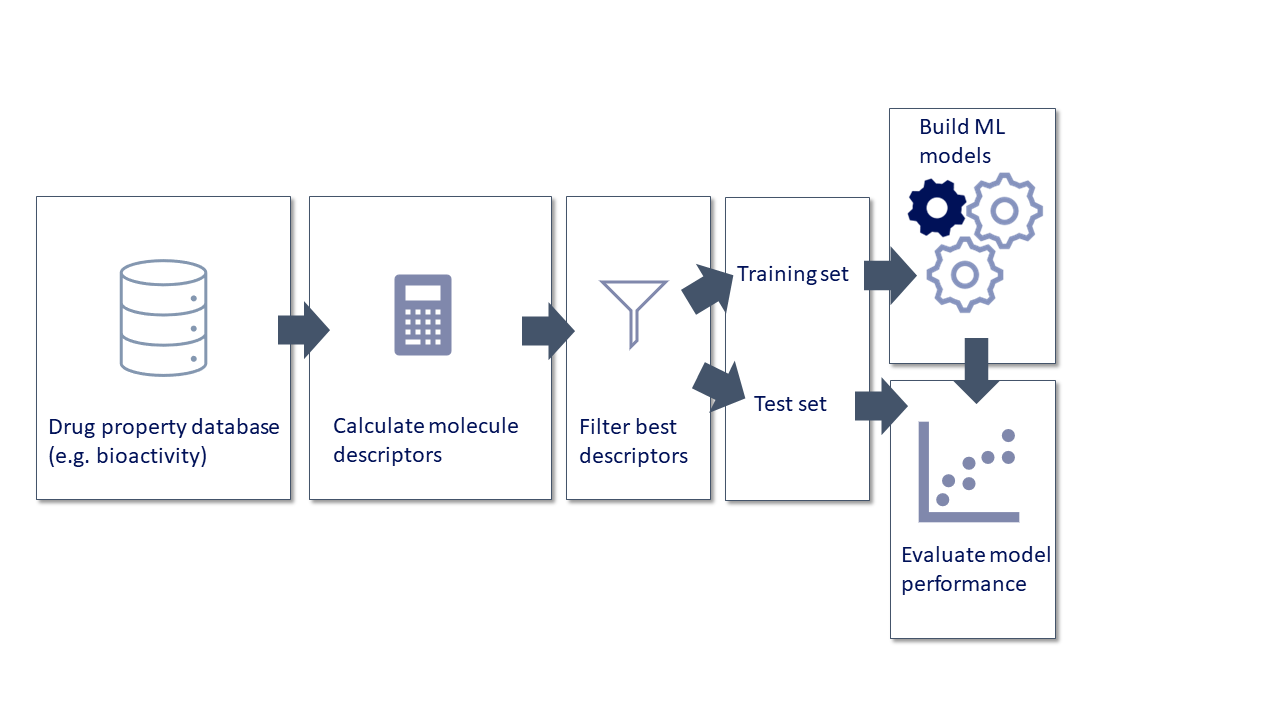 Drug property database
(e.g. bioactivity)
Calculate molecule
descriptors
Filter best
descriptors
Training set
Test set
Build ML
models
Evaluate model
performance